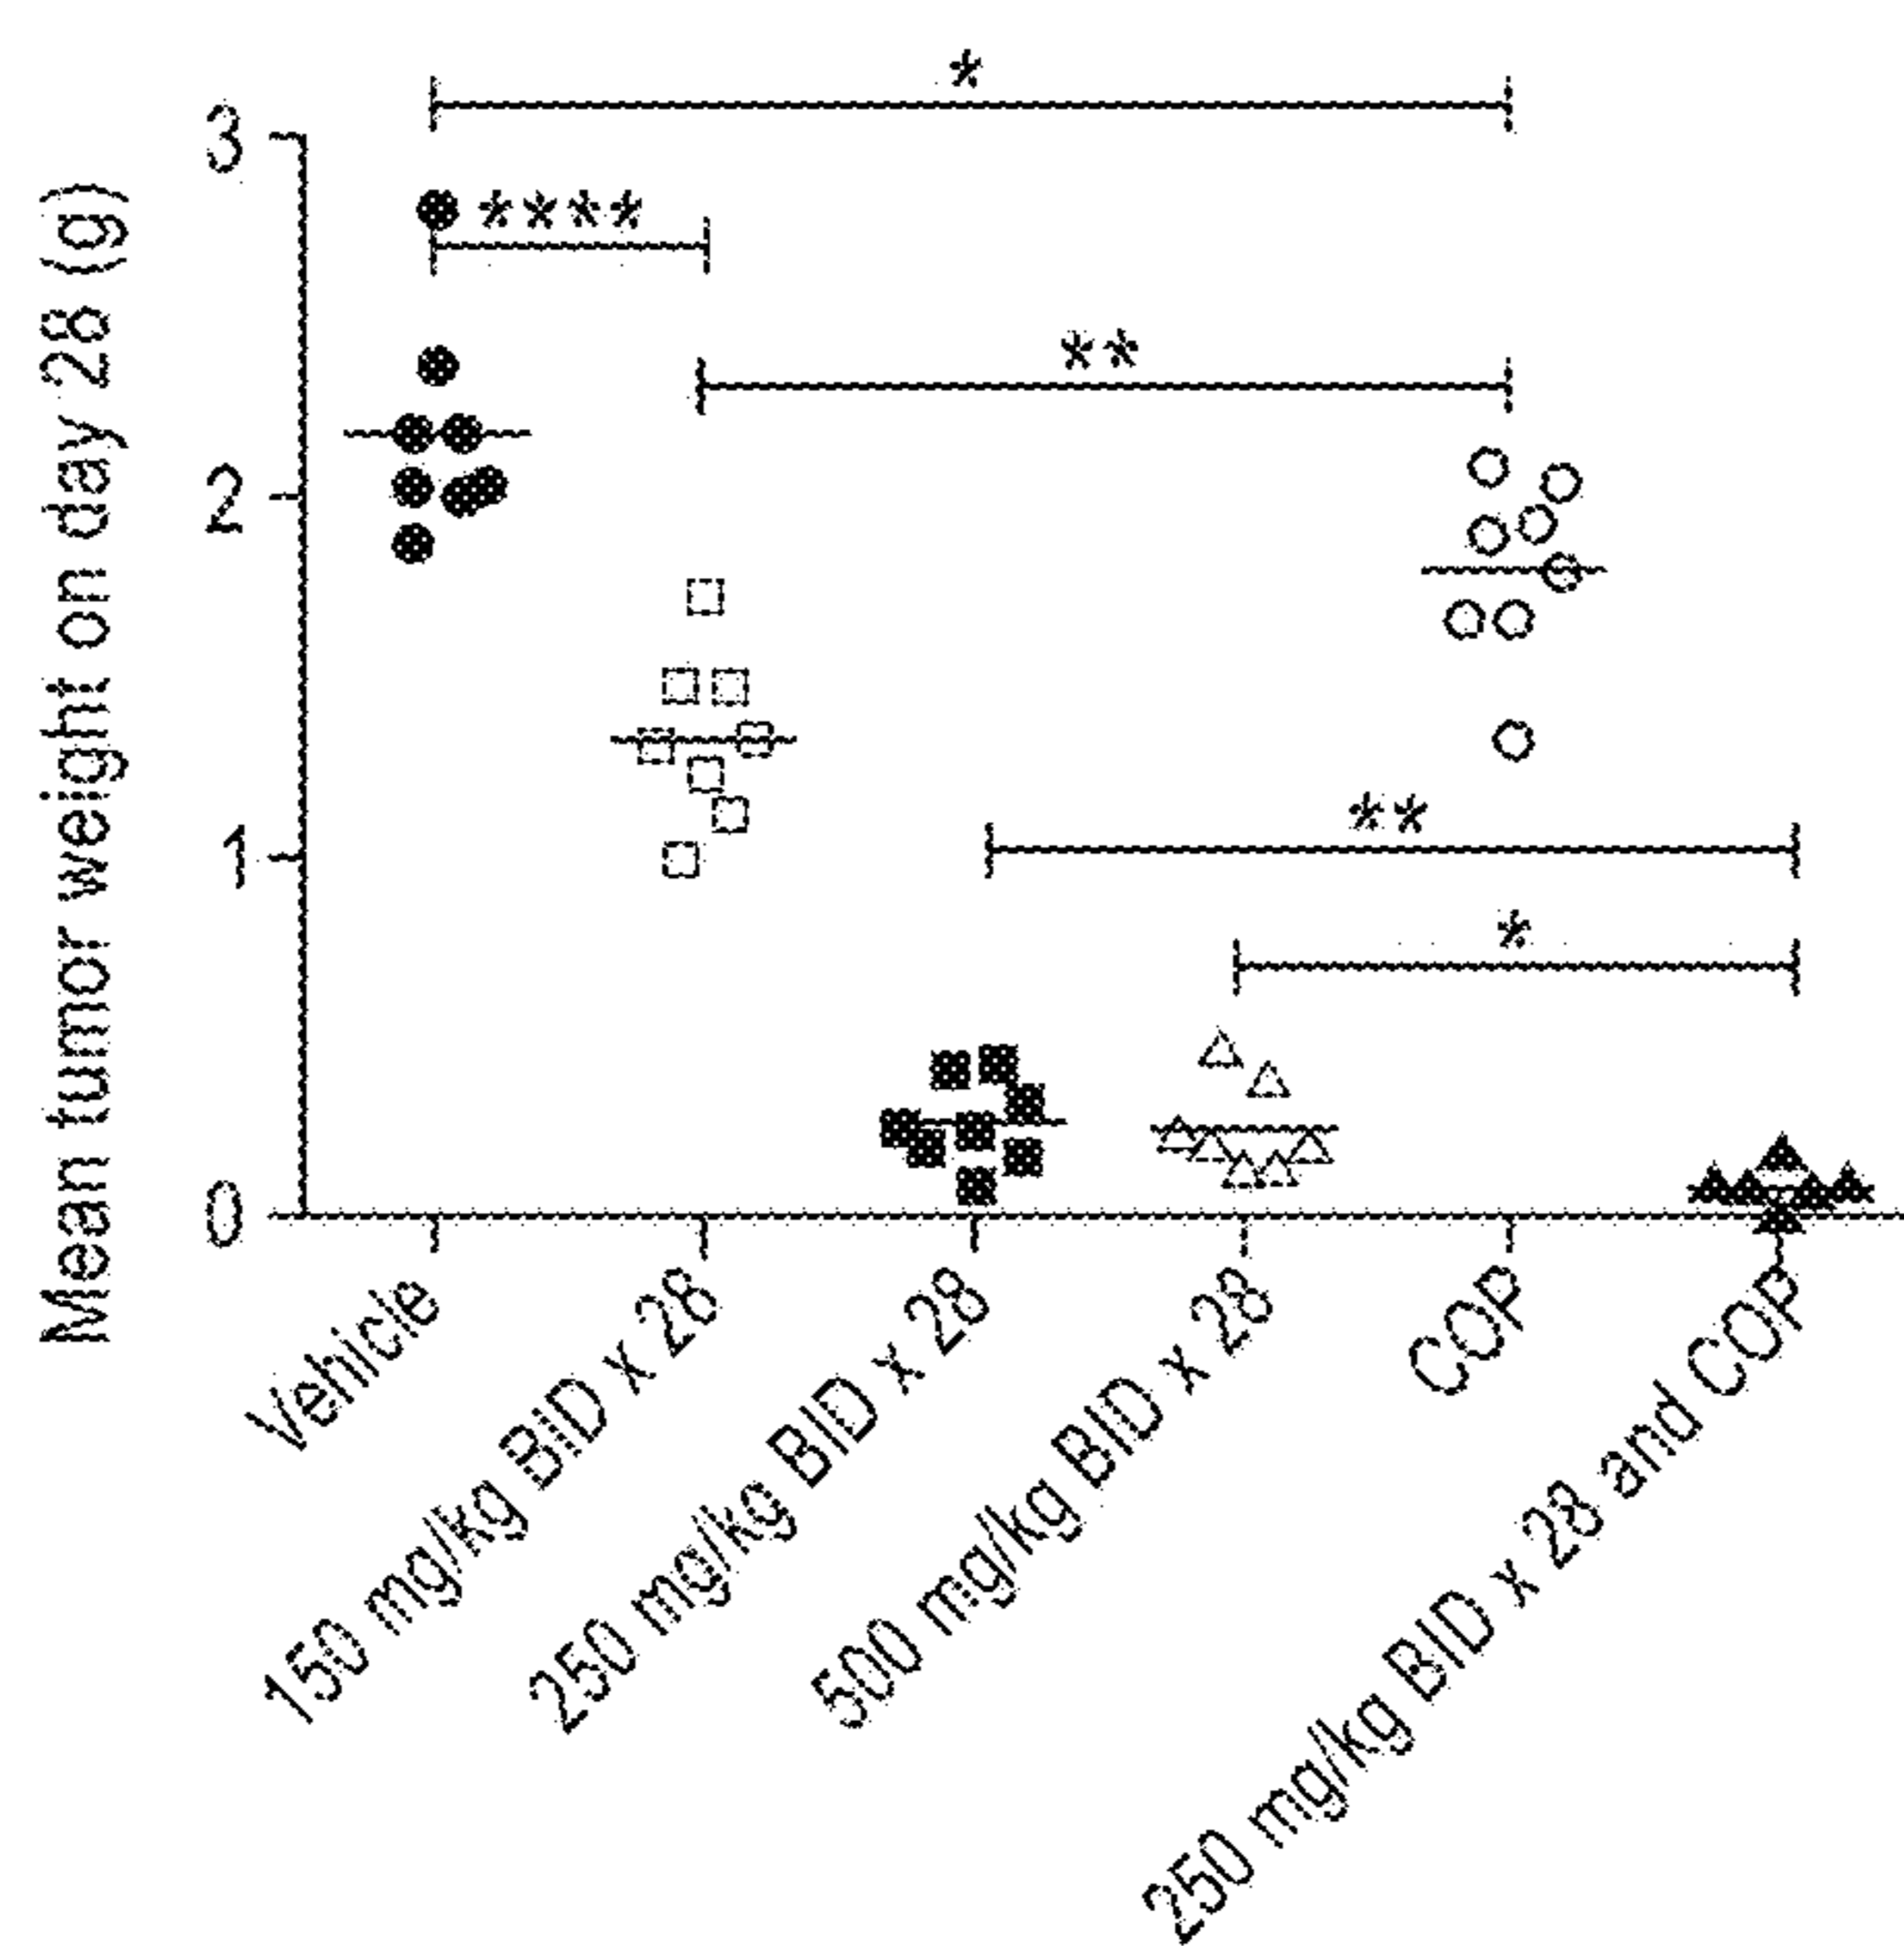 Mean tumor weight on day 28 (g)
3
2
1
0
*
****
**
**
*
Vehicle
150 mg/kg BID x 28
250 mg/kg BID x 28
500 mg/kg BID x 28
COP
250 mg/kg BID x 28 and COP